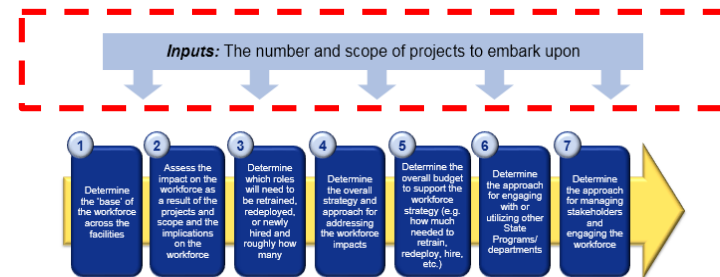 Inputs: The number and scope of projects to embark upon
1
Determine
the 'base' of
the workforce
across the
facilities
2
Assess the
impact on the
workforce as
a result of the
projects and
scope and the
implications
on the
workforce
3
Determine
which roles
will need to
be retrained,
redeployed,
or newly
hired and
roughly how
many
4
Determine
the overall
strategy and
approach for
addressing
the workforce
impacts
5
Determine the
overall budget
to support the
workforce
strategy (e.g.
how much
needed to
retrain,
redeploy, hire,
etc.)
6
Determine
the approach
for engaging
with or
utilizing other
State
Programs/
departments
7
Determine
the approach
for managing
stakeholders
and
engaging the
workforce